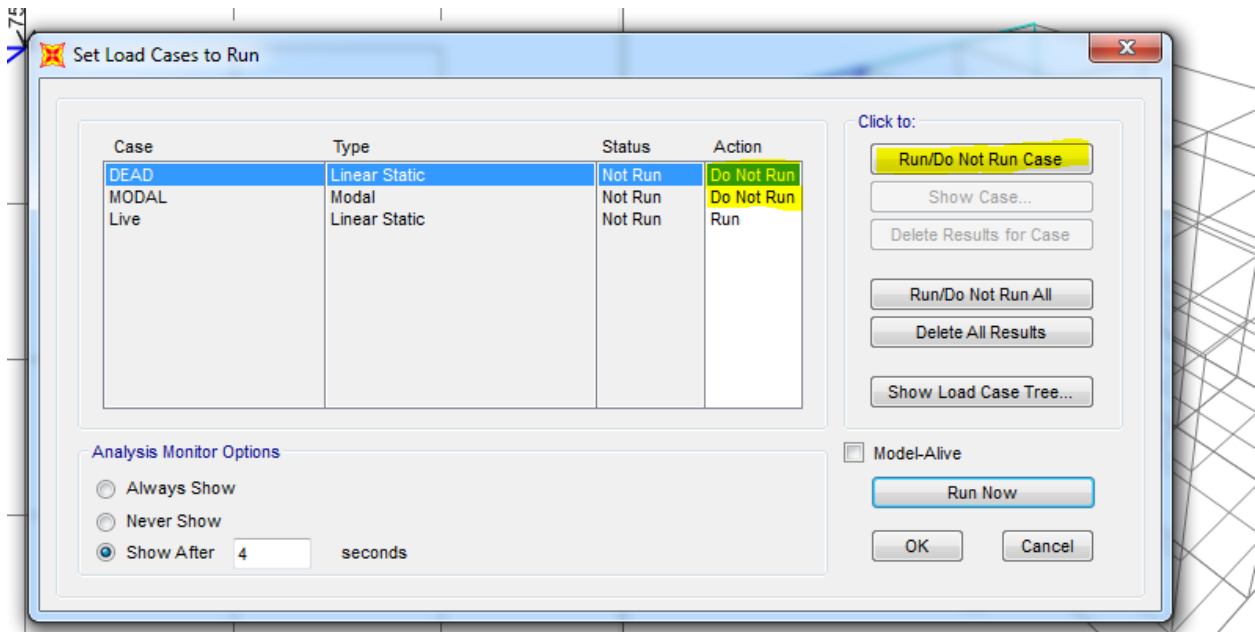 75
Set Load Cases to Run
X
Click to:
Case Type Status Action
DEAD Linear Static Not Run Do Not Run
MODAL Modal Not Run Do Not Run
Live Linear Static Not Run Run
Run/Do Not Run Case
Show Case...
Delete Results for Case
Run/Do Not Run All
Delete All Results
Show Load Case Tree...
Analysis Monitor Options
Always Show
Never Show
Show After 4 seconds
Model-Alive
Run Now
OK Cancel